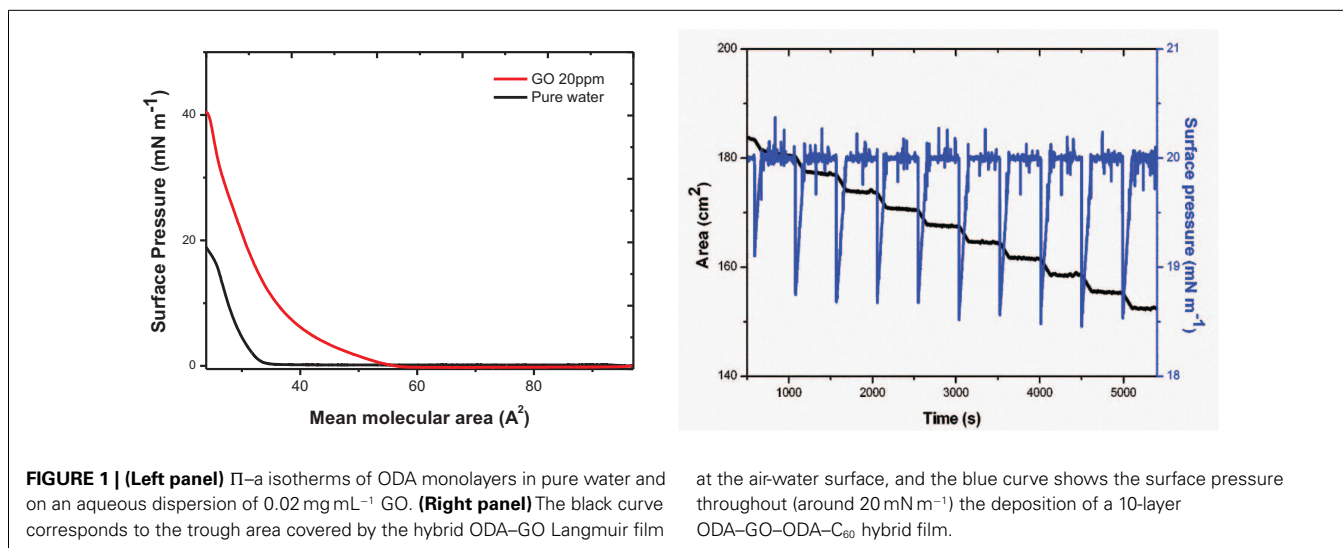 40
20
0
40
60
80
Surface Pressure (mN m⁻¹)
Mean molecular area (A²)
GO 20ppm
Pure water
200
180
160
140
Area (cm²)
1000
2000
3000
4000
5000
Time (s)
21
20
19
18
Surface pressure (mN m⁻¹)
FIGURE 1 | (Left panel) Π–a isotherms of ODA monolayers in pure water and
on an aqueous dispersion of 0.02 mg mL⁻¹ GO. (Right panel) The black curve
corresponds to the trough area covered by the hybrid ODA–GO Langmuir film
at the air-water surface, and the blue curve shows the surface pressure
throughout (around 20 mN m⁻¹) the deposition of a 10-layer
ODA–GO–ODA–C₆₀ hybrid film.